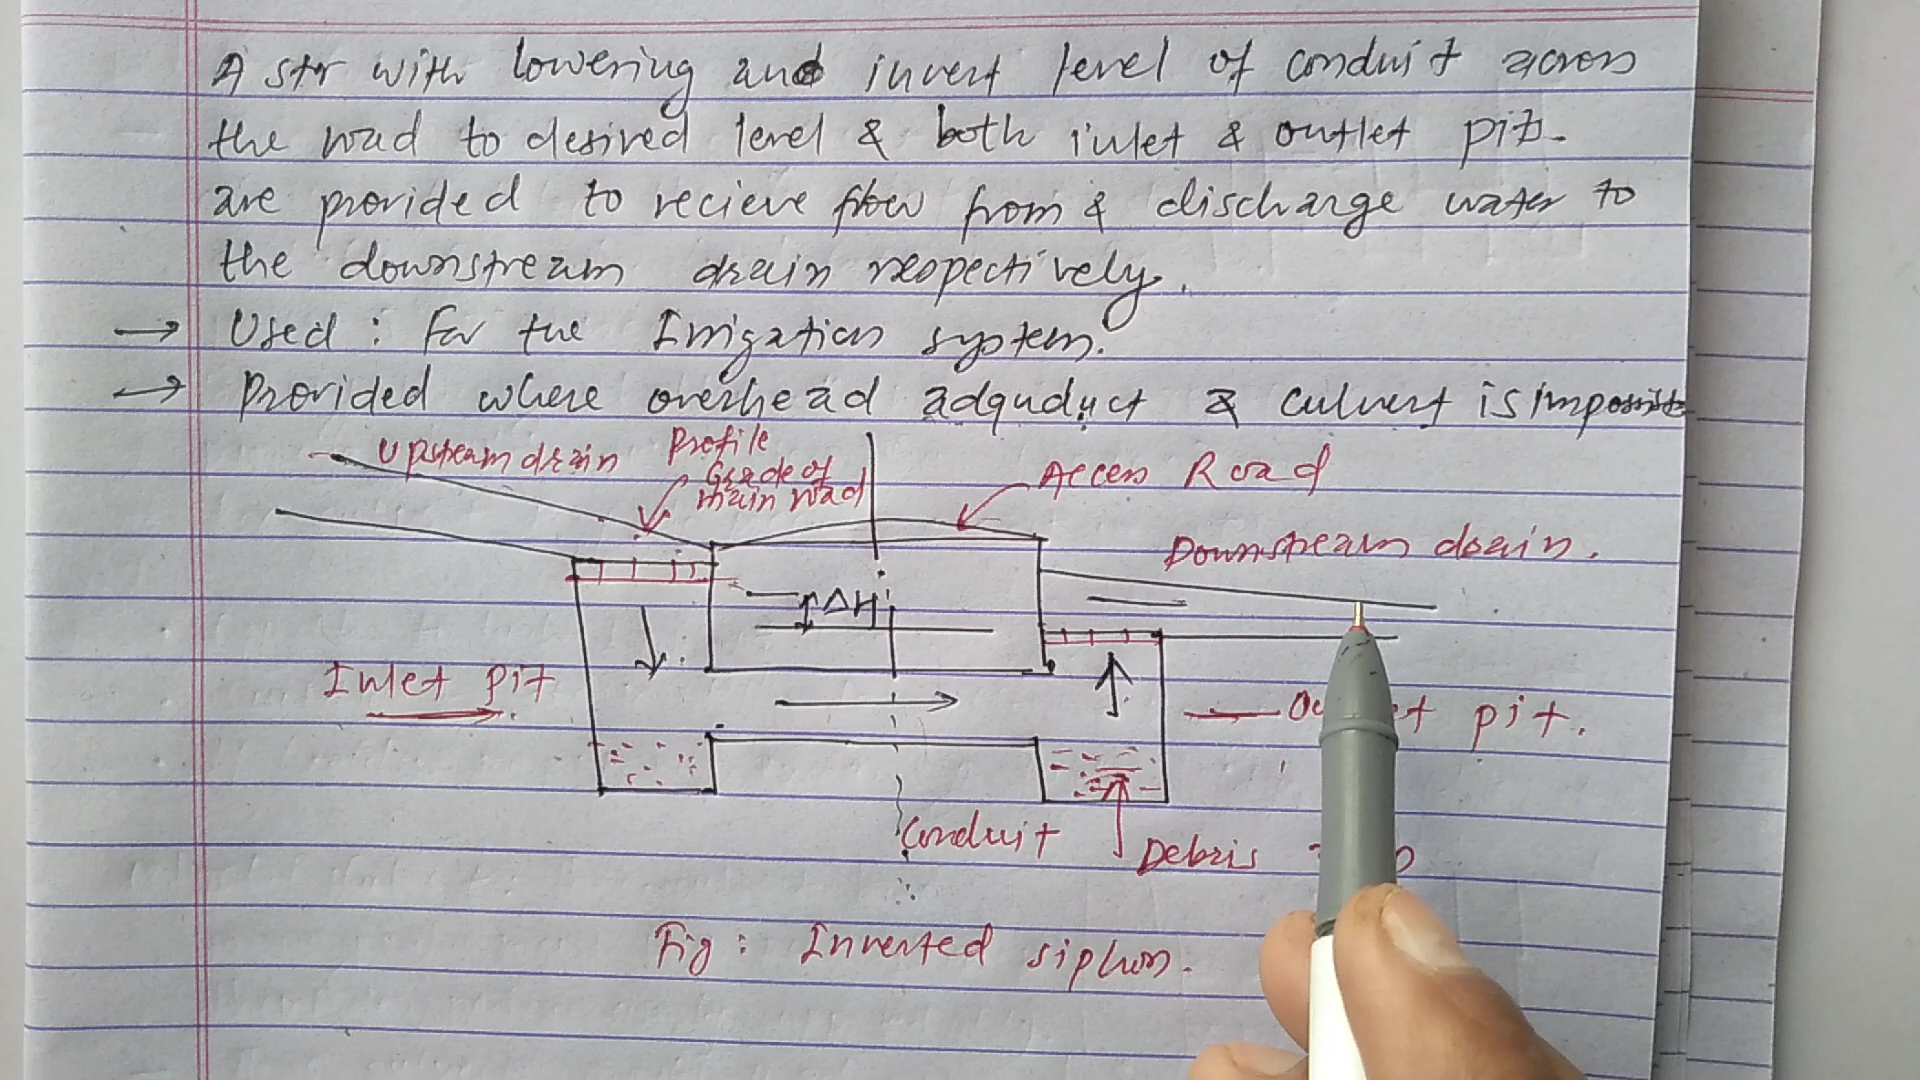 A str with lowering and invert level of conduit across
the road to desired level & both inlet & outlet pit
are provided to recieve flow from & discharge water to
the downstream drain respectively.
→ Used : For the Irrigation system.
→ Provided where overhead adquduct & culvert is impossible
Upstream drain
Profile
Grade of
main road
Access Road
Downstream drain.
ΔH
Inlet pit
pit.
Conduit
Debris
Fig : Inverted siphon.